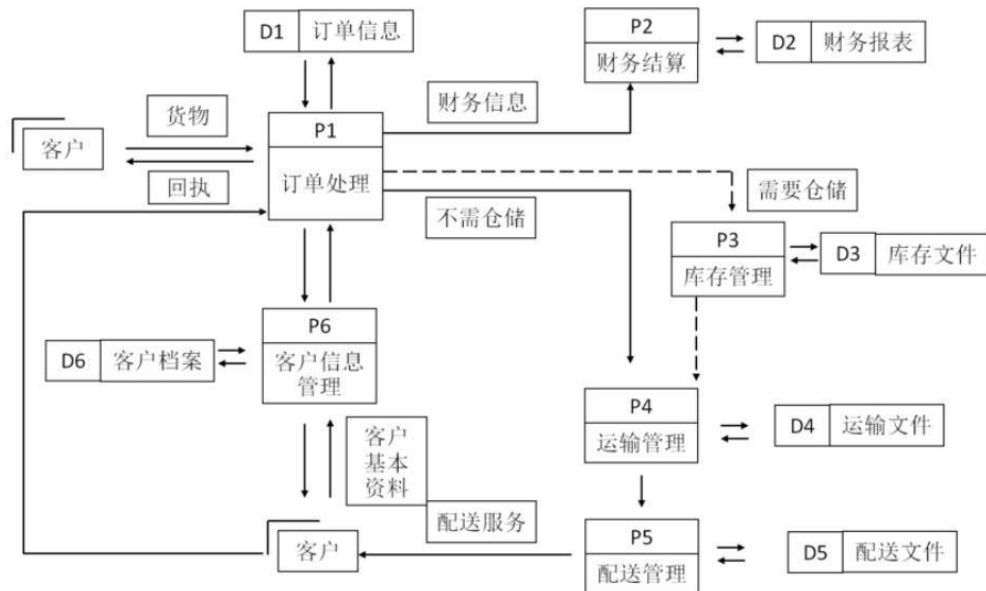 D1 订单信息
P2
财务结算
D2 财务报表
财务信息
货物
客户
回执
P1
订单处理
不需仓储
需要仓储
P3
库存管理
D3 库存文件
P6
客户信息
管理
D6 客户档案
P4
运输管理
D4 运输文件
客户
基本
资料
配送服务
客户
P5
配送管理
D5 配送文件